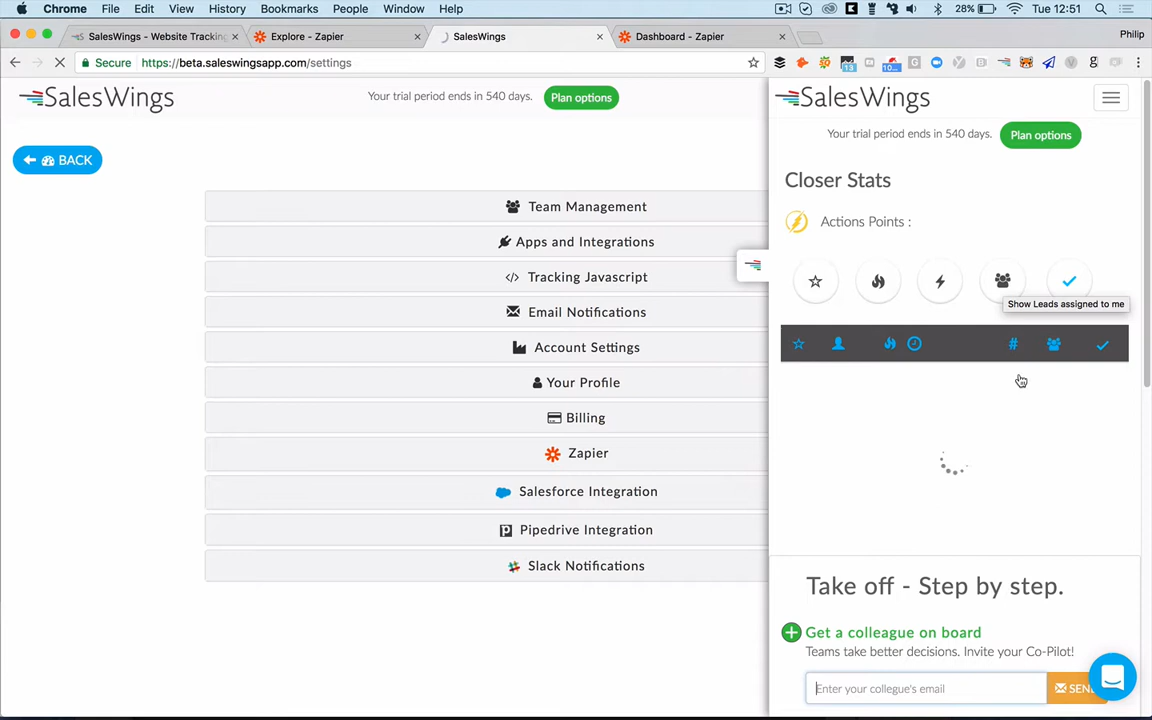 Chrome File Edit View History Bookmarks People Window Help 28% Tue 12:51
SalesWings - Website Tracking Explore - Zapier SalesWings Dashboard - Zapier Philip
Secure https://beta.saleswingsapp.com/settings
SalesWings Your trial period ends in 540 days. Plan options
BACK
Team Management
Apps and Integrations
Tracking Javascript
Email Notifications
Account Settings
Your Profile
Billing
Zapier
Salesforce Integration
Pipedrive Integration
Slack Notifications
SalesWings
Your trial period ends in 540 days. Plan options
Closer Stats
Actions Points :
Show Leads assigned to me
#
Take off - Step by step.
Get a colleague on board
Teams take better decisions. Invite your Co-Pilot!
Enter your collegue's email SEN